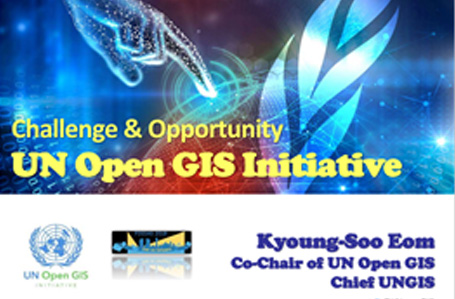 Challenge & Opportunity
UN Open GIS Initiative
UN Open GIS
INITIATIVE
Kyoung-Soo Eom
Co-Chair of UN Open GIS
Chief UNGIS